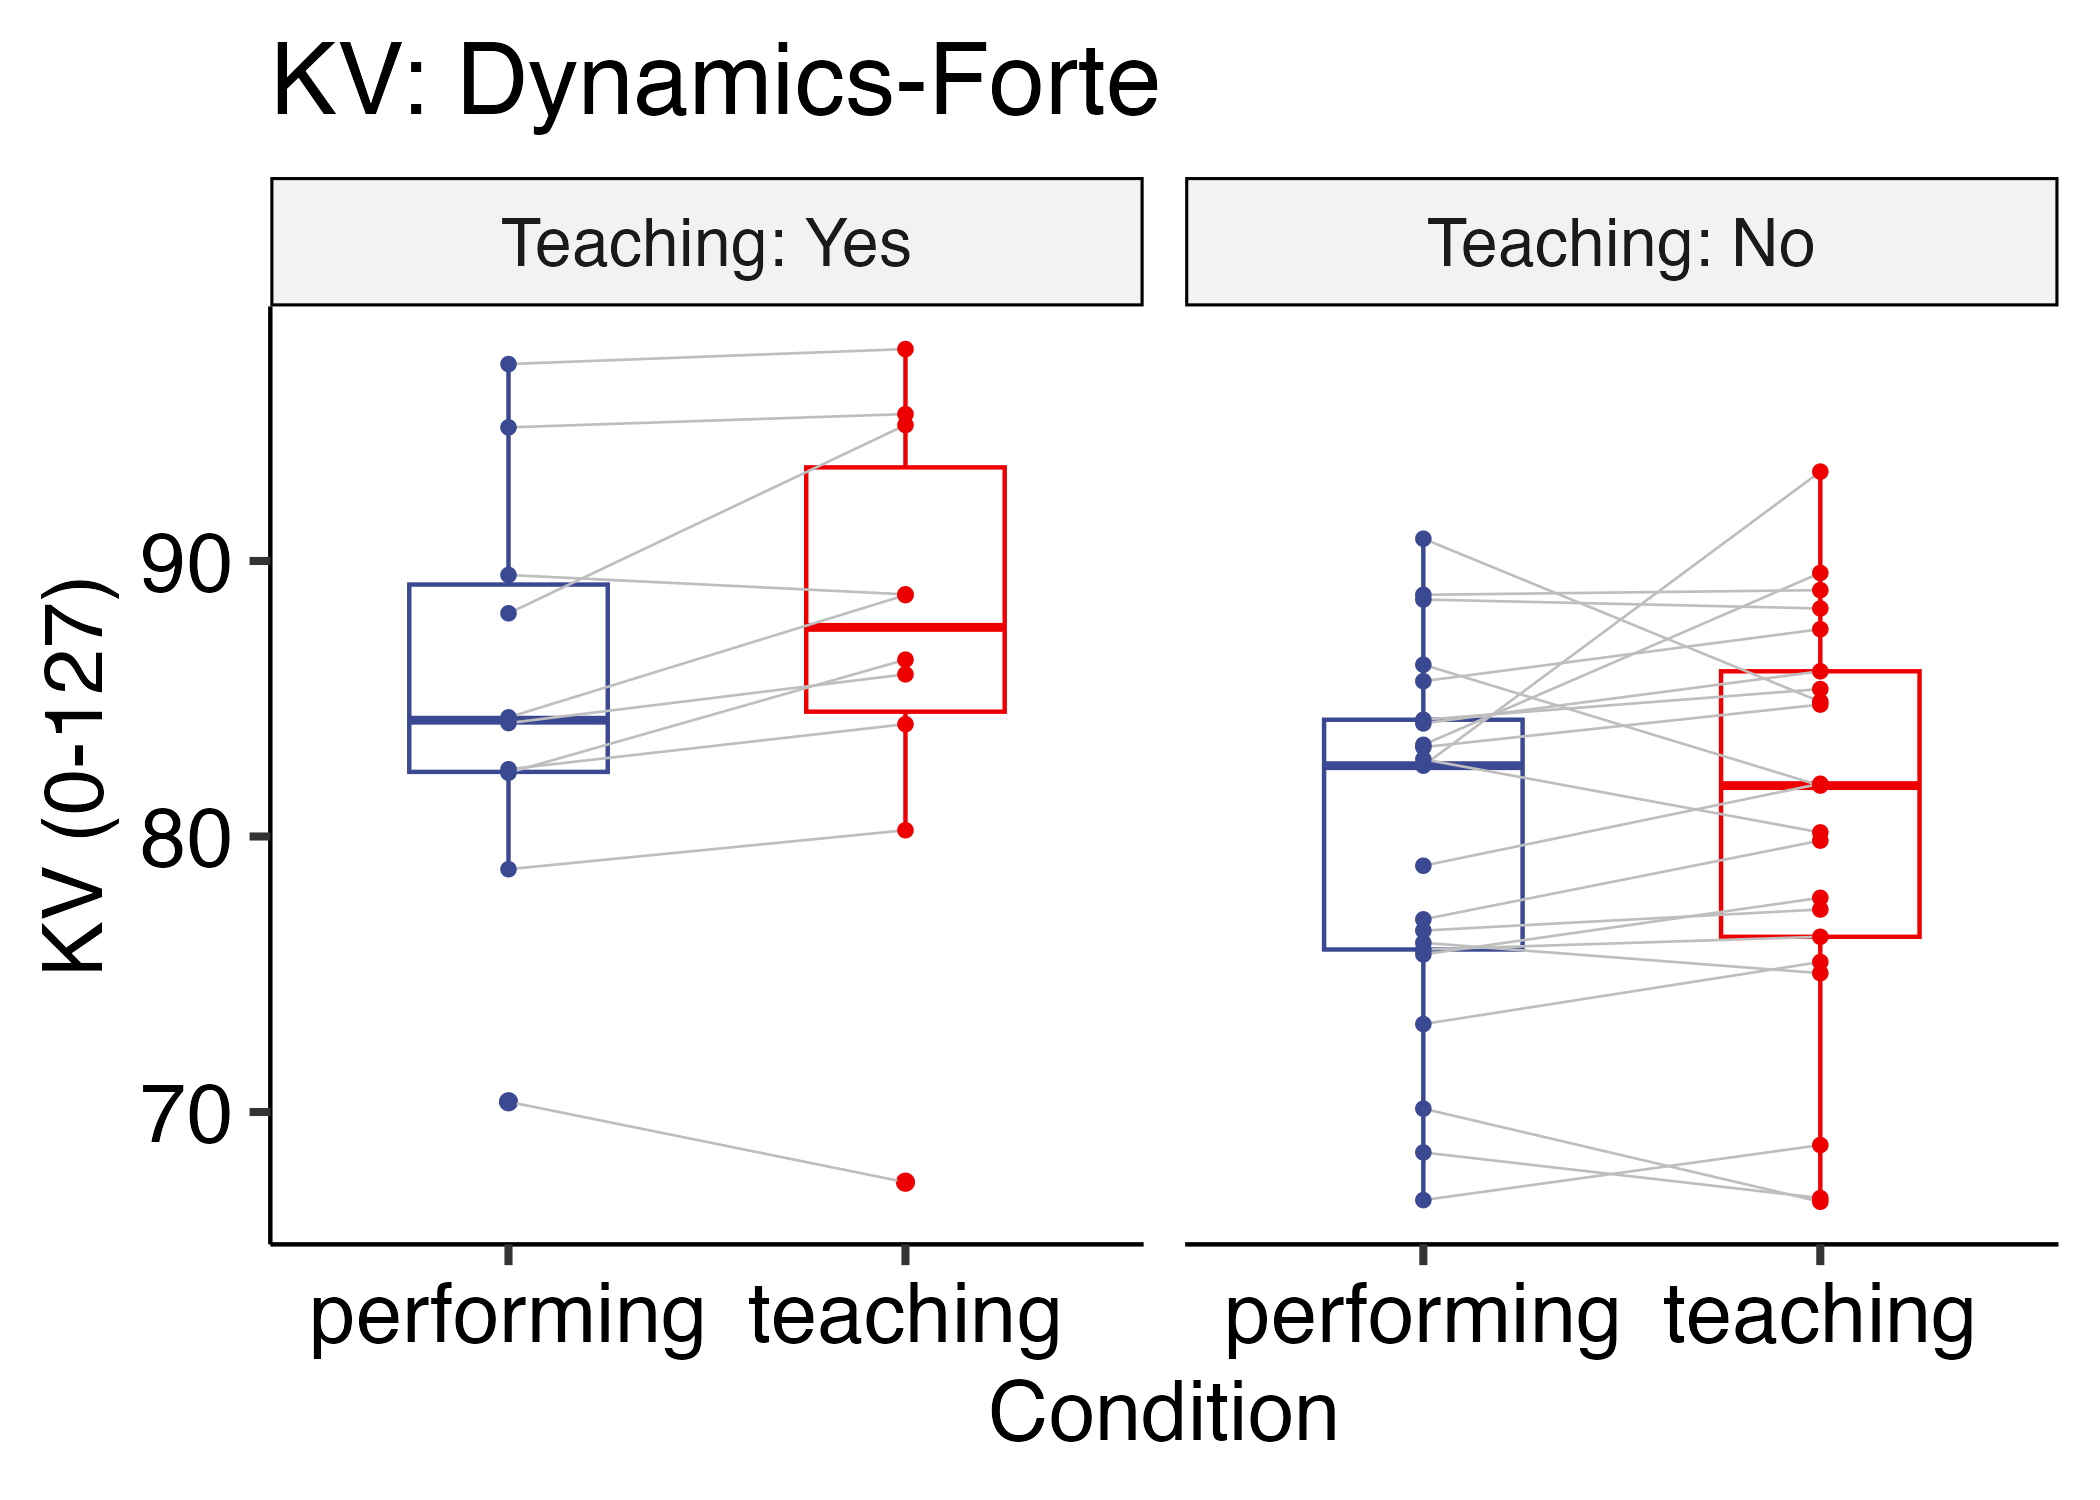 KV: Dynamics-Forte
Teaching: Yes
Teaching: No
KV (0-127)
90
80
70
performing teaching
performing teaching
Condition